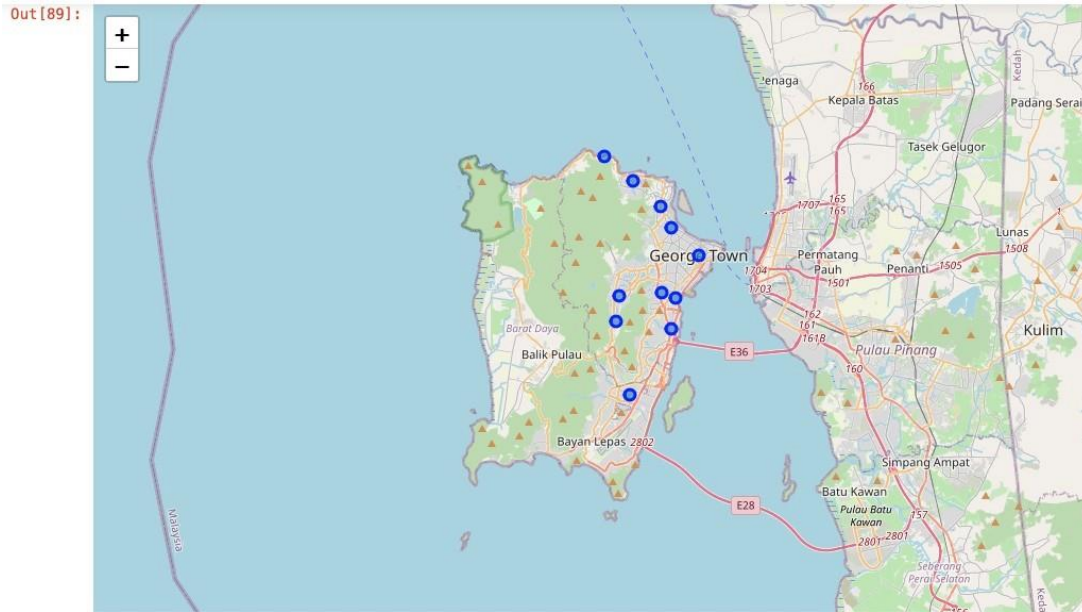 Out[89]:
+
−
Kedah
166
Kepala Batas
Padang Serai
Tasek Gelugor
1707
165
165
Lunas
1508
George Town
Permatang
Pauh
Penanti
1505
1704
1501
1703
162
161
161B
Kulim
Barat Daya
Balik Pulau
E36
Pulau Pinang
160
Bayan Lepas
2802
Simpang Ampat
Batu Kawan
E28
Pulau Batu
Kawan
157
Malaysia
2801
2801
Seberang
Perai Selatan